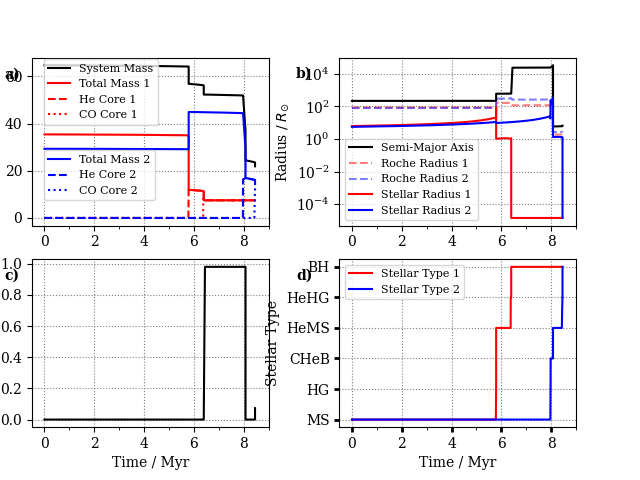 a)
60
40
20
0
0 2 4 6 8
System Mass
Total Mass 1
He Core 1
CO Core 1
Total Mass 2
He Core 2
CO Core 2
b)
Radius / R⊙
10⁴
10²
10⁰
10⁻²
10⁻⁴
0 2 4 6 8
Semi-Major Axis
Roche Radius 1
Roche Radius 2
Stellar Radius 1
Stellar Radius 2
c)
1.0
0.8
0.6
0.4
0.2
0.0
0 2 4 6 8
Time / Myr
d)
Stellar Type
BH
HeHG
HeMS
CHeB
HG
MS
0 2 4 6 8
Time / Myr
Stellar Type 1
Stellar Type 2